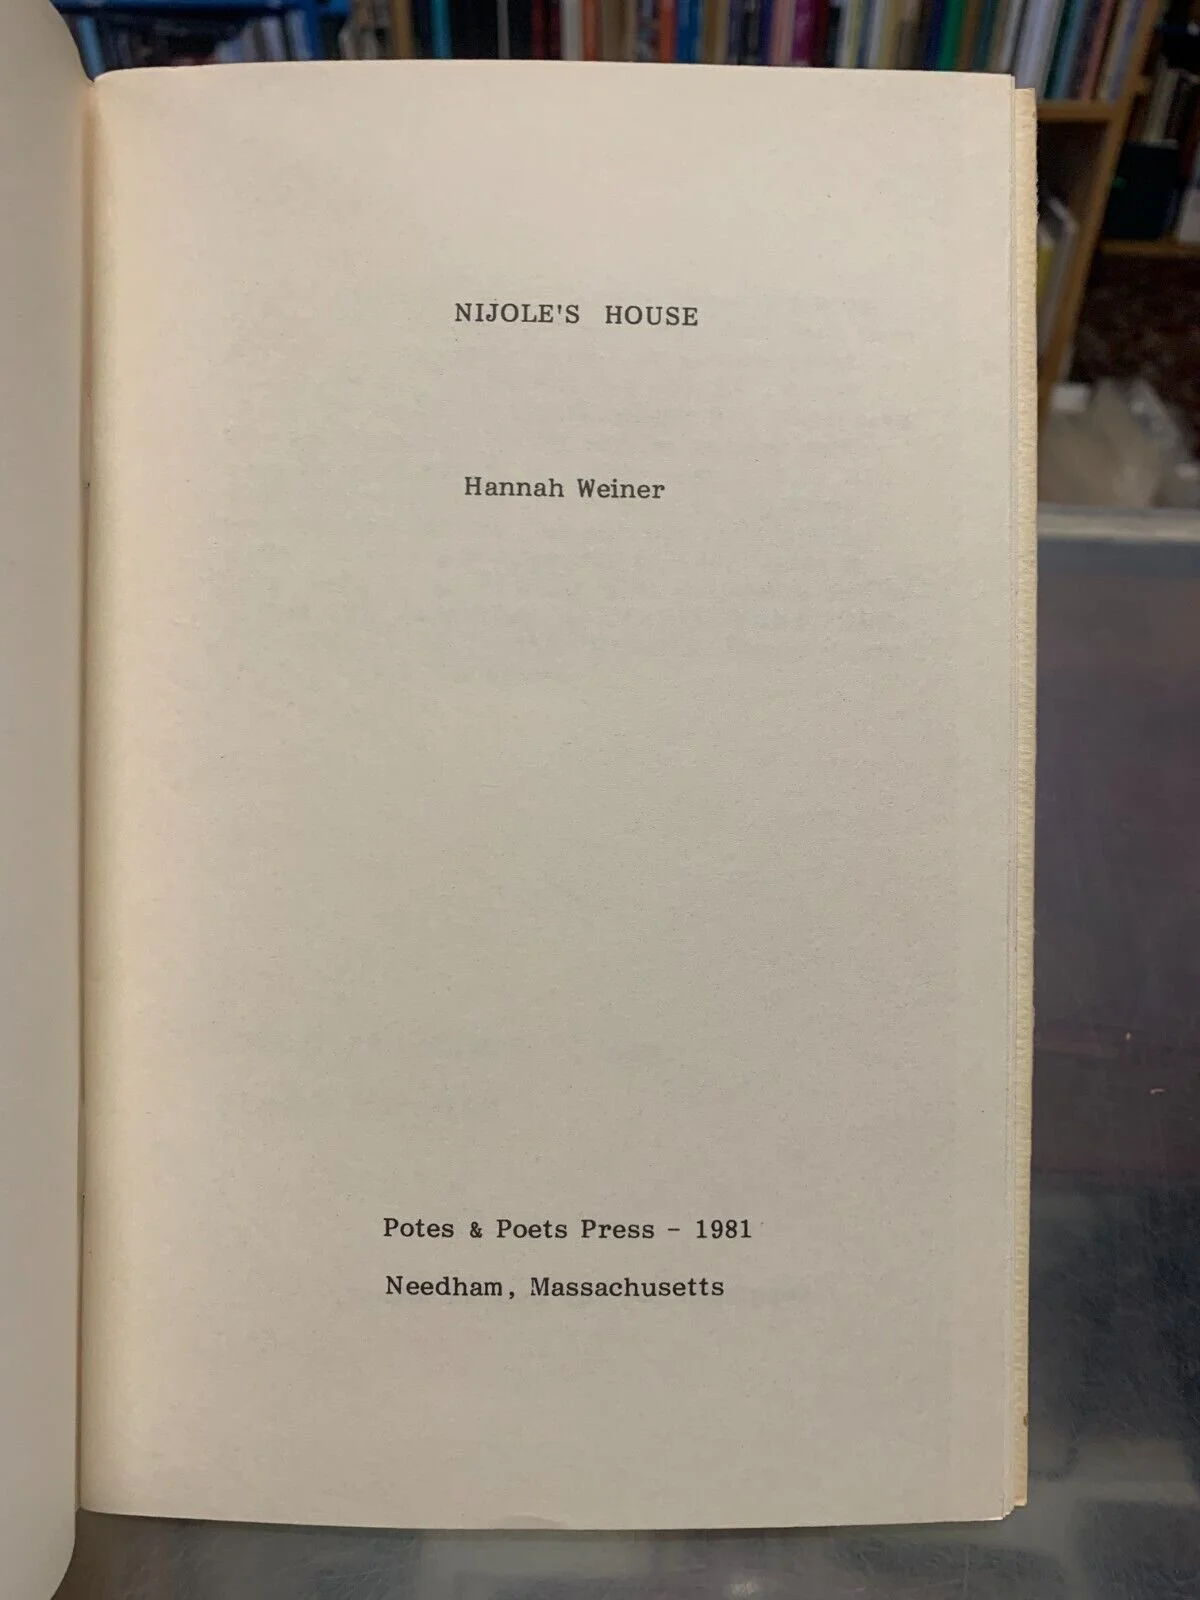 NIJOLE'S HOUSE
Hannah Weiner
Potes & Poets Press - 1981
Needham, Massachusetts